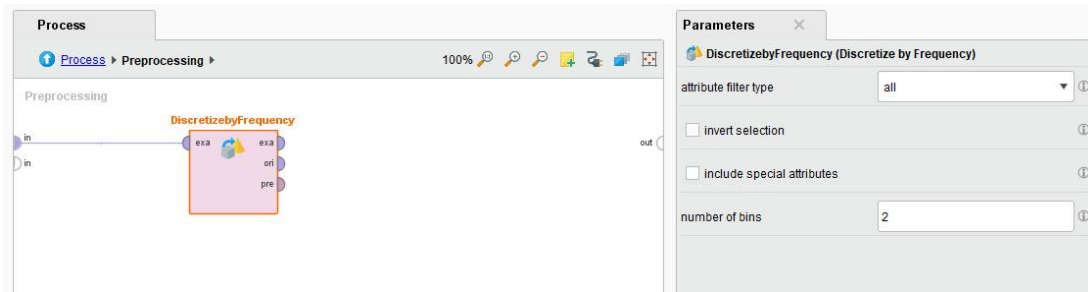 Process
Process ▸ Preprocessing ▸
100%
Preprocessing
DiscretizebyFrequency
in
exa
exa
out
in
ori
pre
Parameters
DiscretizebyFrequency (Discretize by Frequency)
attribute filter type
all
invert selection
include special attributes
number of bins
2